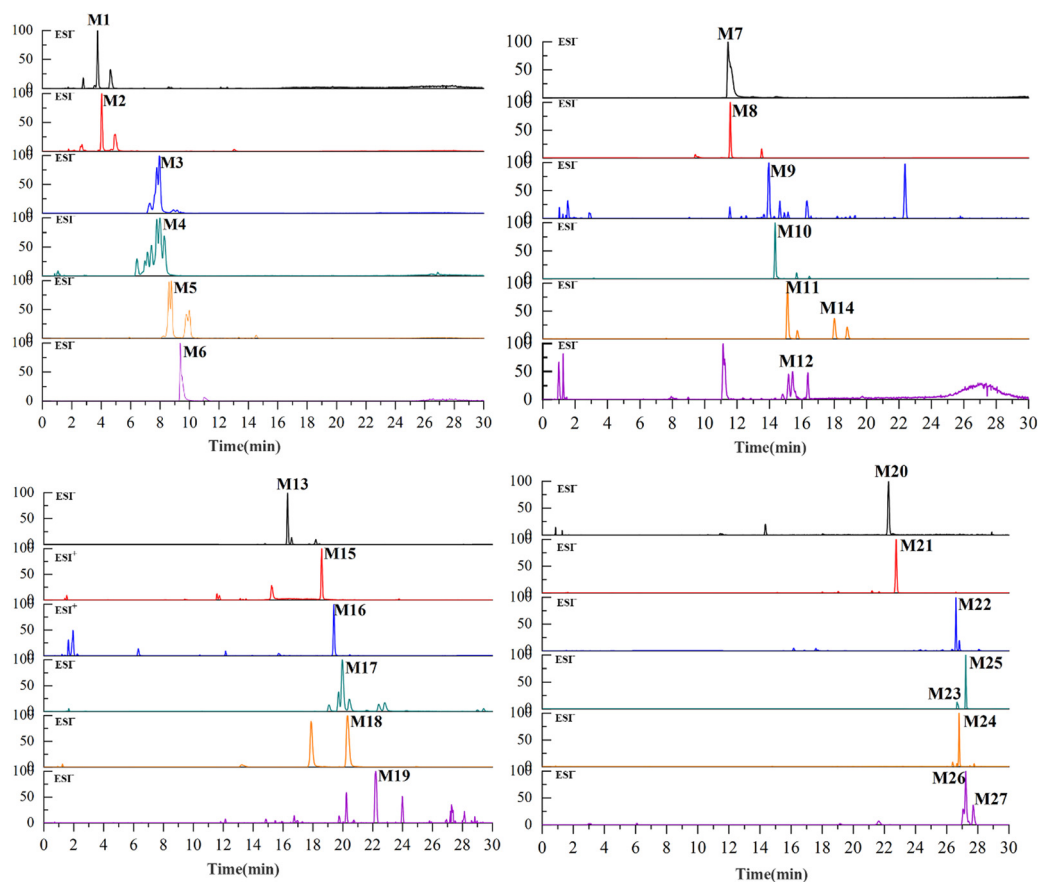 M1
100
ESI⁻
50
0
M2
100
ESI⁻
50
0
M3
100
ESI⁻
50
0
M4
100
ESI⁻
50
0
M5
100
ESI⁻
50
0
M6
100
ESI⁻
50
0
0 2 4 6 8 10 12 14 16 18 20 22 24 26 28 30
Time(min)
M7
100
ESI⁻
50
0
M8
100
ESI⁻
50
0
M9
100
ESI⁻
50
0
M10
100
ESI⁻
50
0
M11
M14
100
ESI⁻
50
0
M12
100
ESI⁻
50
0
0 2 4 6 8 10 12 14 16 18 20 22 24 26 28 30
Time(min)
M13
100
ESI⁻
50
0
M15
100
ESI⁺
50
0
M16
100
ESI⁺
50
0
M17
100
ESI⁻
50
0
M18
100
ESI⁻
50
0
M19
100
ESI⁻
50
0
0 2 4 6 8 10 12 14 16 18 20 22 24 26 28 30
Time(min)
M20
100
ESI⁻
50
0
M21
100
ESI⁻
50
0
M22
100
ESI⁻
50
0
M23
M25
100
ESI⁻
50
0
M24
100
ESI⁻
50
0
M26
M27
100
ESI⁻
50
0
0 2 4 6 8 10 12 14 16 18 20 22 24 26 28 30
Time(min)